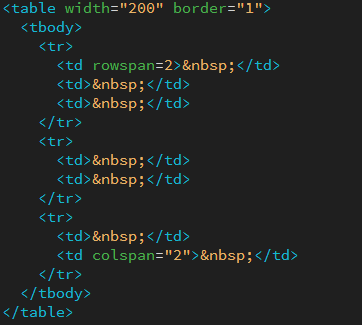 <table width="200" border="1">
  <tbody>
    <tr>
      <td rowspan=2>&nbsp;</td>
      <td>&nbsp;</td>
      <td>&nbsp;</td>
    </tr>
    <tr>
      <td>&nbsp;</td>
      <td>&nbsp;</td>
    </tr>
    <tr>
      <td>&nbsp;</td>
      <td colspan="2">&nbsp;</td>
    </tr>
  </tbody>
</table>